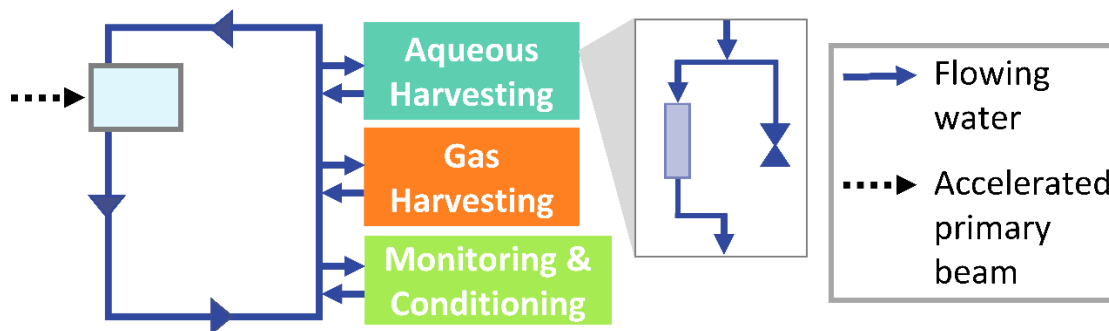 Aqueous
Harvesting
Gas
Harvesting
Monitoring &
Conditioning
Flowing
water
Accelerated
primary
beam